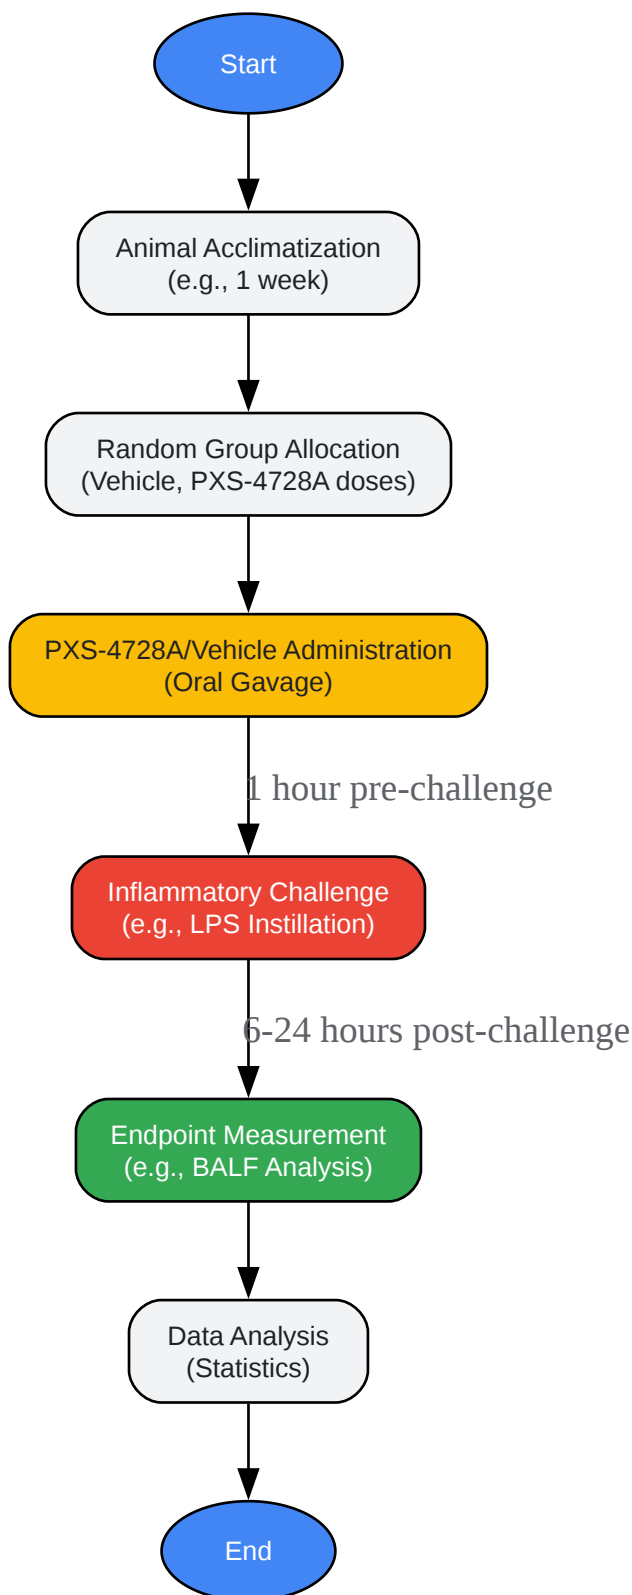 Start
Animal Acclimatization
(e.g., 1 week)
Random Group Allocation
(Vehicle, PXS-4728A doses)
PXS-4728A/Vehicle Administration
(Oral Gavage)
1 hour pre-challenge
Inflammatory Challenge
(e.g., LPS Instillation)
6-24 hours post-challenge
Endpoint Measurement
(e.g., BALF Analysis)
Data Analysis
(Statistics)
End